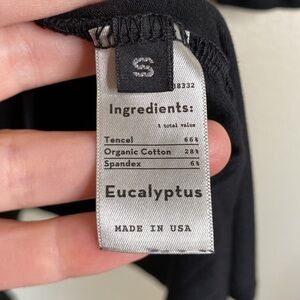 S
18332
Ingredients:
% total value
Tencel 66%
Organic Cotton 28%
Spandex 6%
Eucalyptus
MADE IN USA